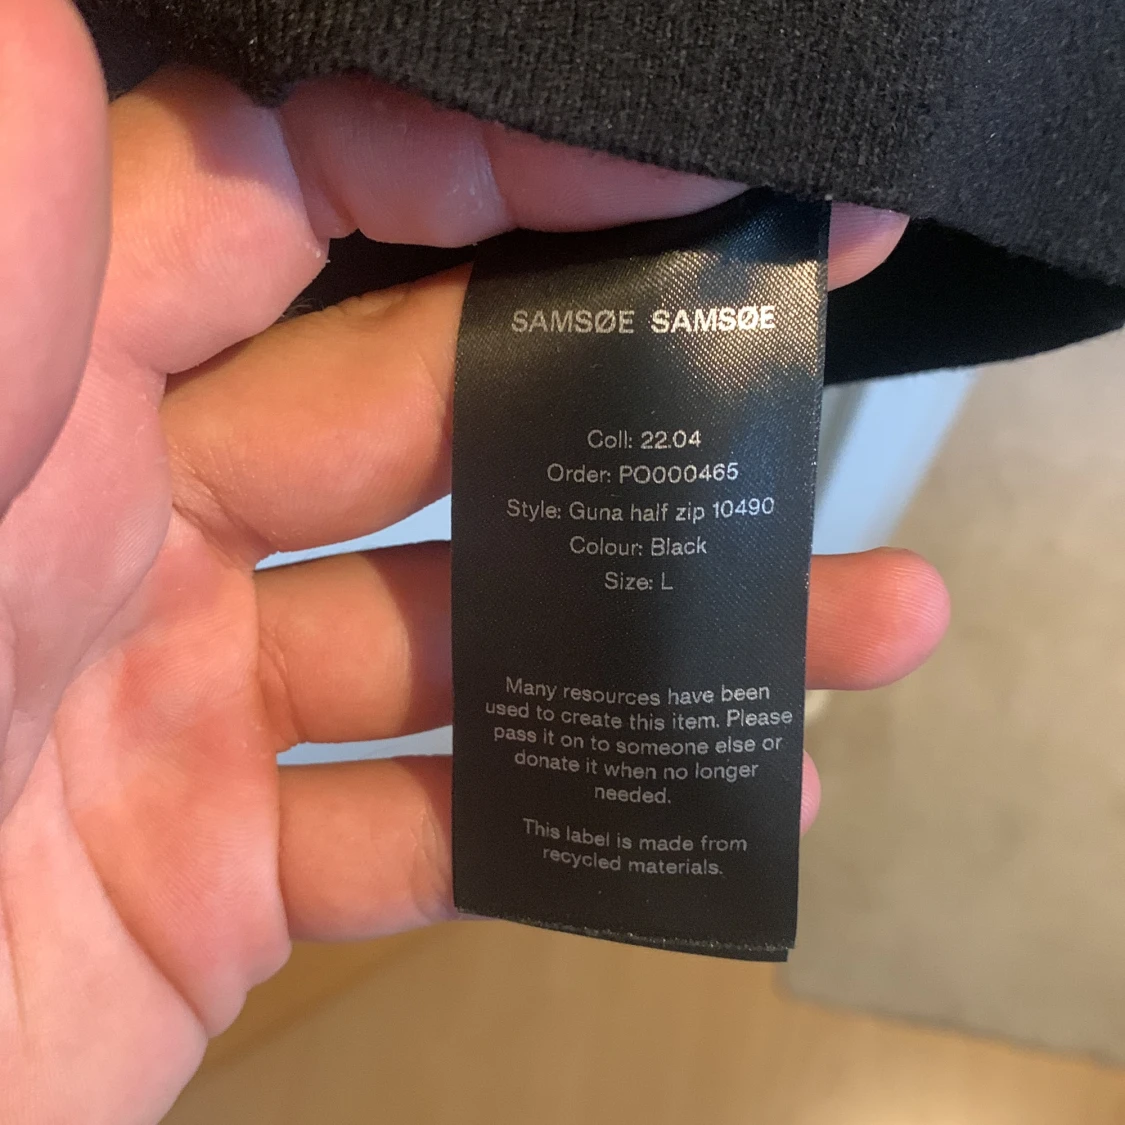 SAMSØE SAMSØE
Coll: 22.04
Order: PO000465
Style: Guna half zip 10490
Colour: Black
Size: L
Many resources have been
used to create this item. Please
pass it on to someone else or
donate it when no longer
needed.
This label is made from
recycled materials.